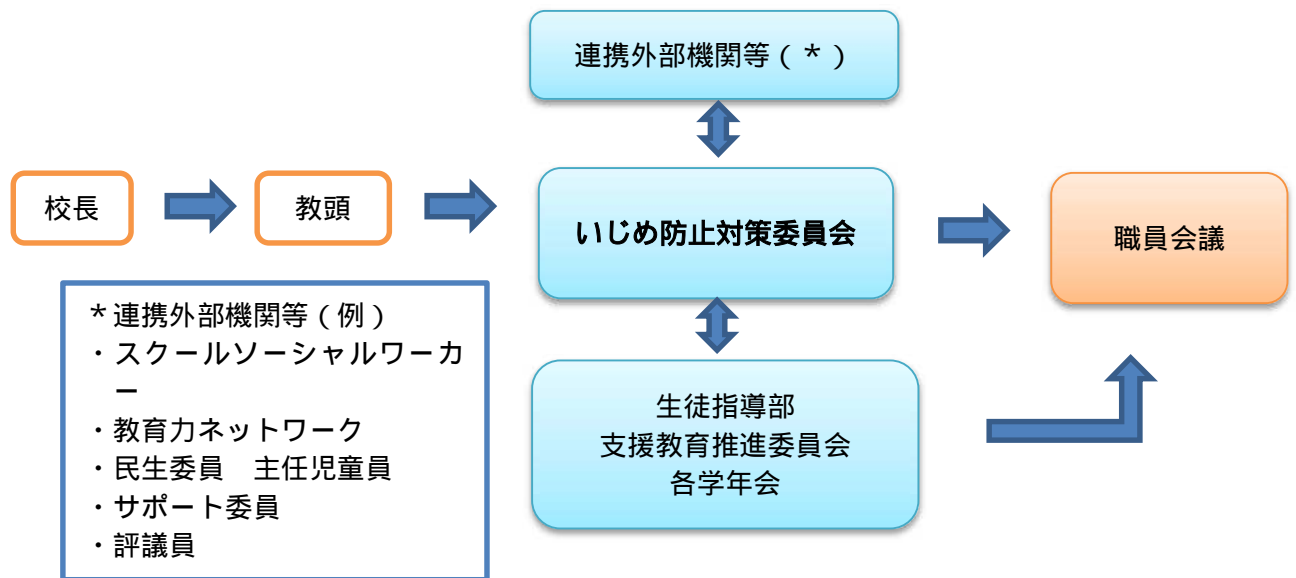 連携外部機関等(*)
校長
教頭
いじめ防止対策委員会
職員会議
*連携外部機関等(例)
・スクールソーシャルワーカ
ー
・教育力ネットワーク
・民生委員　主任児童員
・サポート委員
・評議員
生徒指導部
支援教育推進委員会
各学年会